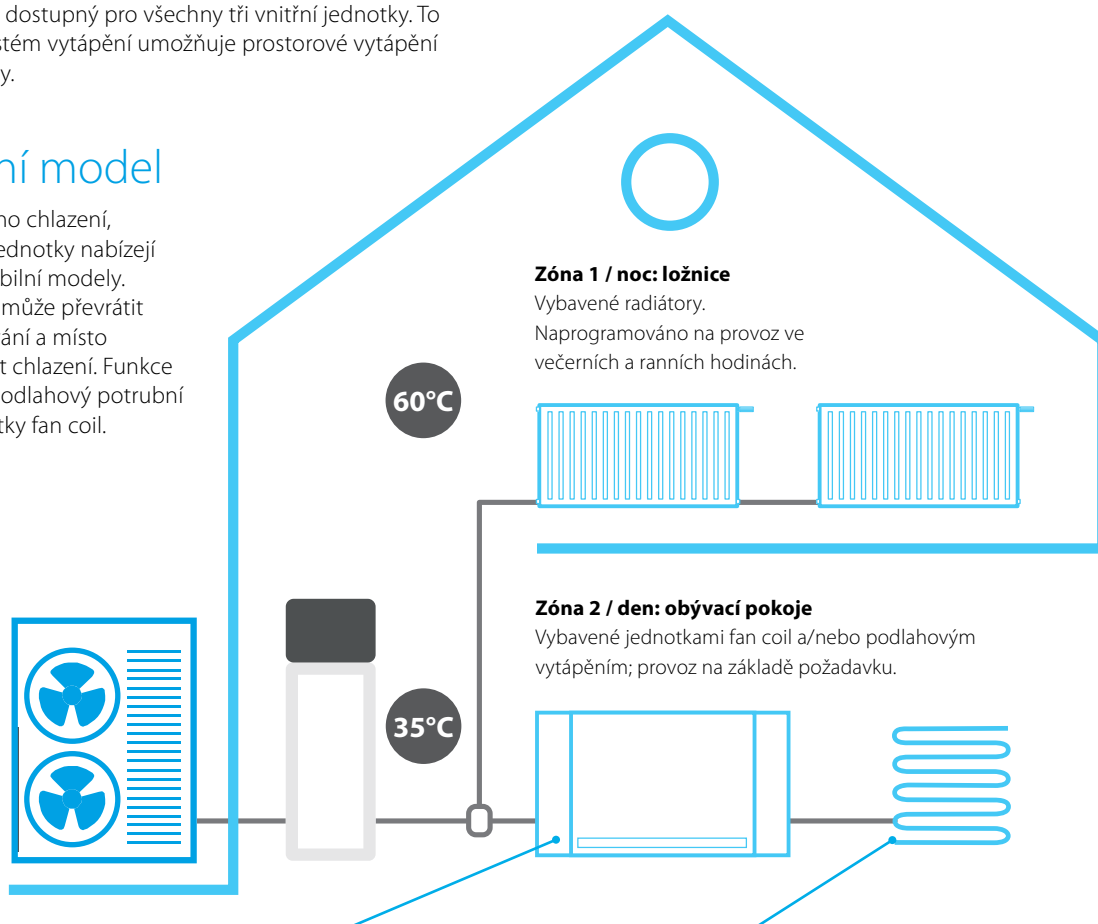 dostupný pro všechny tři vnitřní jednotky. To
stém vytápění umožňuje prostorové vytápění
y.
ní model
no chlazení,
ednotky nabízejí
bilní modely.
může převrátit
ání a místo
t chlazení. Funkce
odlahový potrubní
tky fan coil.
60°C
Zóna 1 / noc: ložnice
Vybavené radiátory.
Naprogramováno na provoz ve
večerních a ranních hodinách.
Zóna 2 / den: obývací pokoje
Vybavené jednotkami fan coil a/nebo podlahovým
vytápěním; provoz na základě požadavku.
35°C